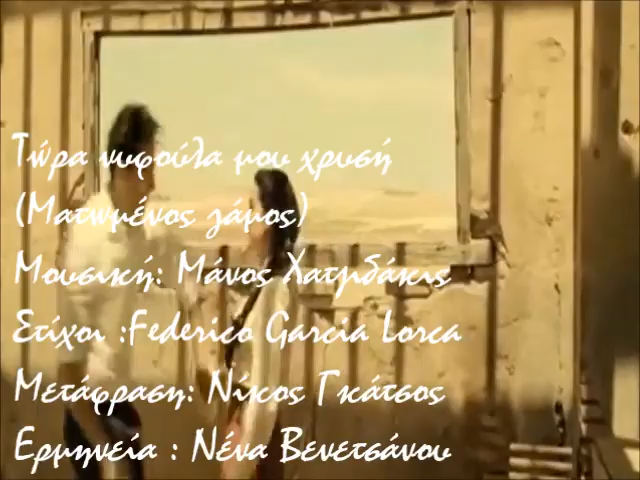 Τώρα νυφούλα μου χρυσή
(Ματωμένος γάμος)
Μουσική: Μάνος Χατζιδάκις
Στίχοι :Federico Garcia Lorca
Μετάφραση: Νίκος Γκάτσος
Ερμηνεία : Νένα Βενετσάνου